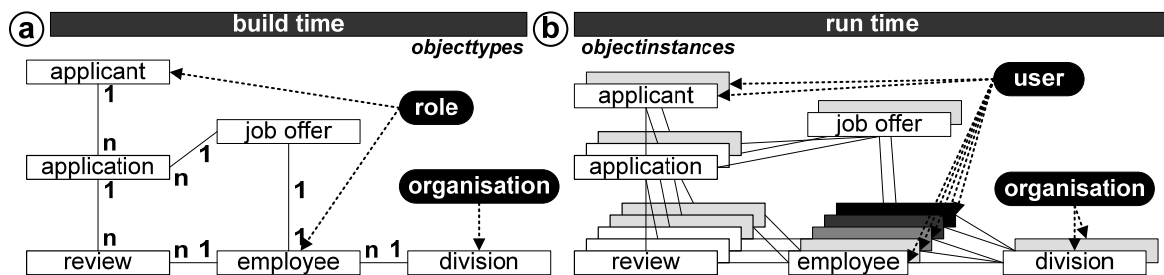 a build time
objecttypes
applicant
1
role
job offer
n
1
application
n
1
1
organisation
n
1
n 1
n 1
review
employee
division
b run time
objectinstances
user
applicant
job offer
application
organisation
review
employee
division